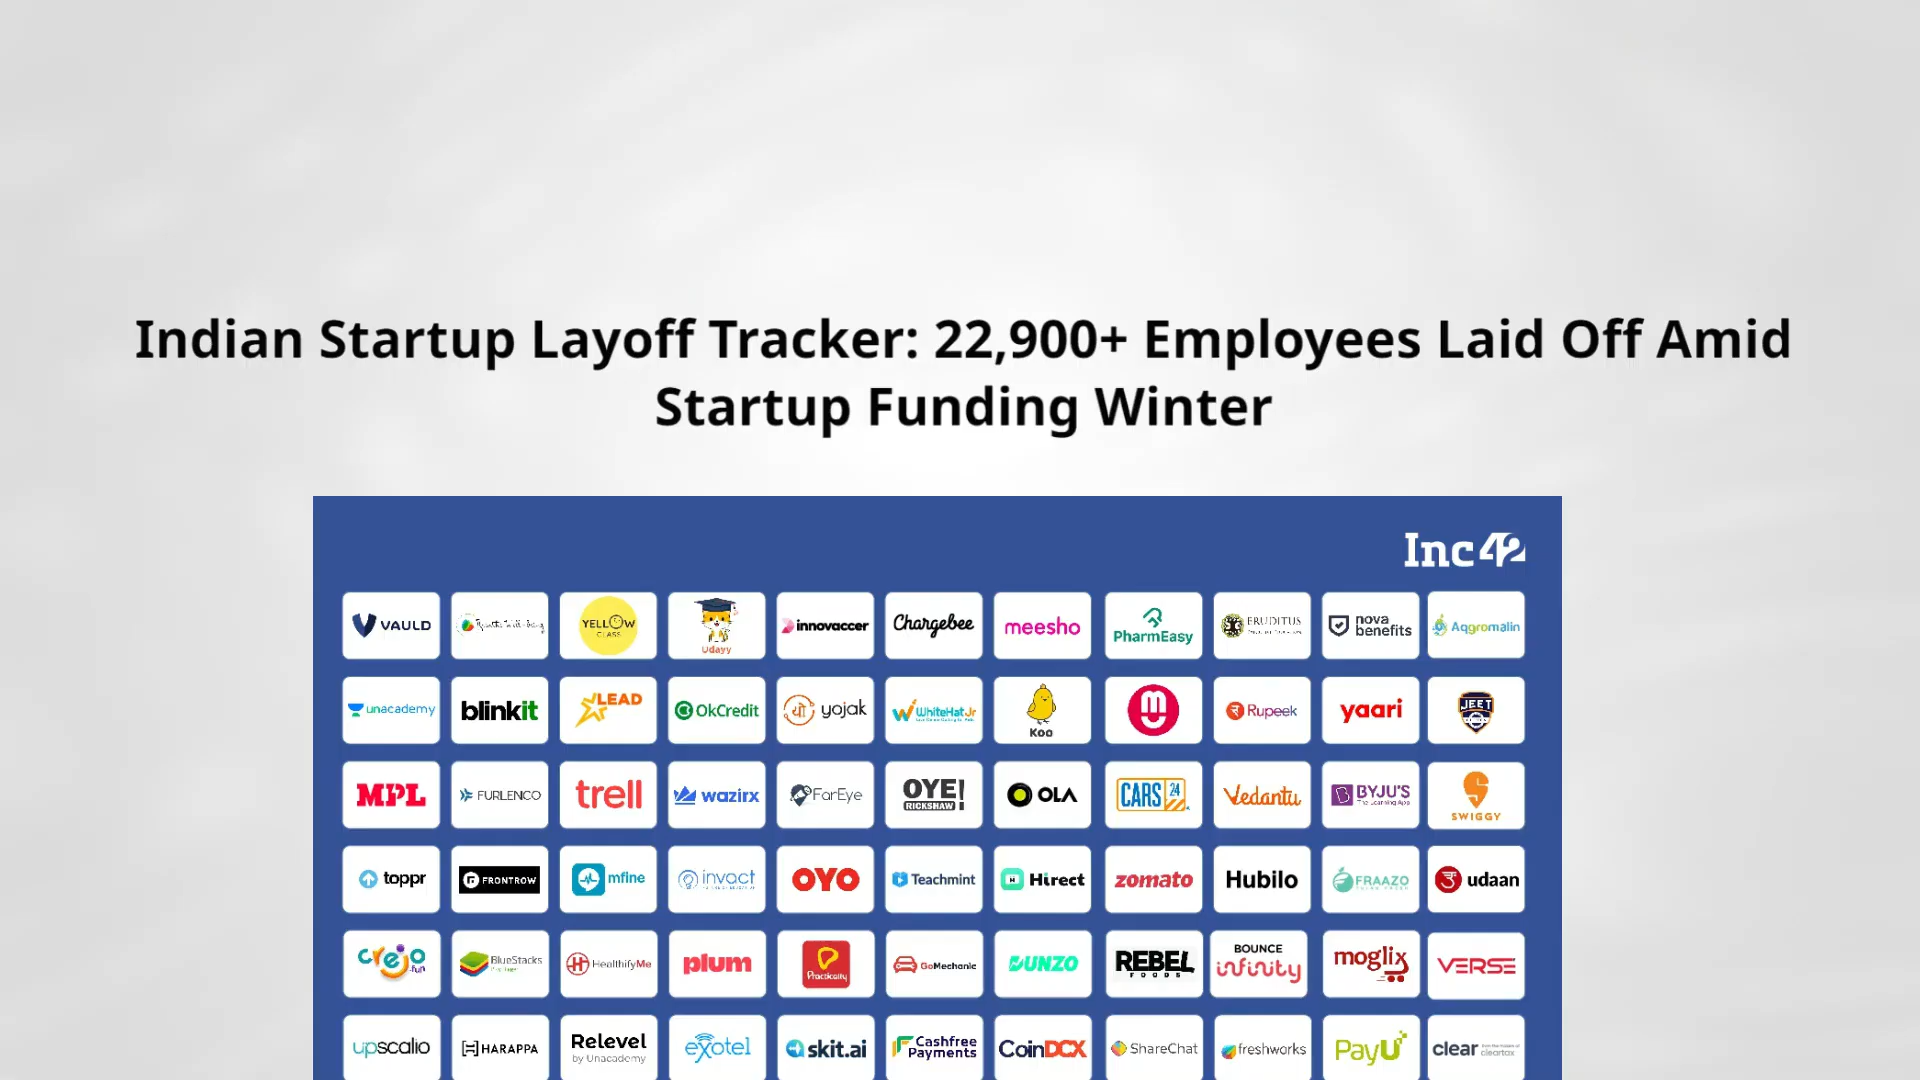 Indian Startup Layoff Tracker: 22,900+ Employees Laid Off Amid
Startup Funding Winter
Inc42
VAULD
YELLOW
CLASS
Udayy
innovaccer
Chargebee
meesho
PharmEasy
ERUDITUS
nova
benefits
Aqgromalin
unacademy
blinkit
LEAD
OkCredit
yojak
WhiteHat Jr
Koo
Rupeek
yaari
JEET
MPL
FURLENCO
trell
wazirx
FarEye
OYE!
RICKSHAW
OLA
CARS24
Vedantu
BYJU'S
The Learning App
SWIGGY
toppr
FRONTROW
mfine
invact
OYO
Teachmint
Hirect
zomato
Hubilo
FRAAZO
udaan
crejo
.fun
BlueStacks
HealthifyMe
plum
Practically
GoMechanic
DUNZO
REBEL
FOODS
BOUNCE
infinity
moglix
VERSE
upscalio
HARAPPA
Relevel
by Unacademy
exotel
skit.ai
Cashfree
Payments
CoinDCX
ShareChat
freshworks
PayU
clear